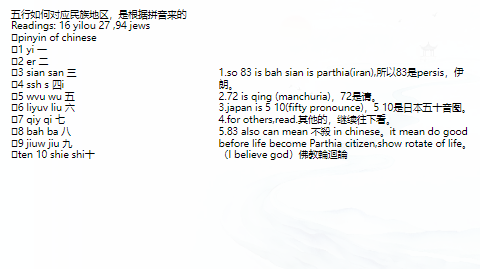 五行如何对应民族地区，是根据拼音来的
Readings: 16 yilou 27 ,94 jews
▯pinyin of chinese
▯1 yi 一
▯2 er 二
▯3 sian san 三
▯4 ssh s 四i
▯5 wvu wu 五
▯6 liyuv liu 六
▯7 qiy qi 七
▯8 bah ba 八
▯9 jiuw jiu 九
▯ten 10 shie shi十
1.so 83 is bah sian is parthia(iran),所以83是persis，伊
朗。
2.72 is qing (manchuria)，72是清。
3.japan is 5 10(fifty pronounce)，5 10是日本五十音图。
4.for others,read.其他的，继续往下看。
5.83 also can mean 不殺 in chinese。it mean do good
before life become Parthia citizen,show rotate of life。
（I believe god）佛教輪迴論